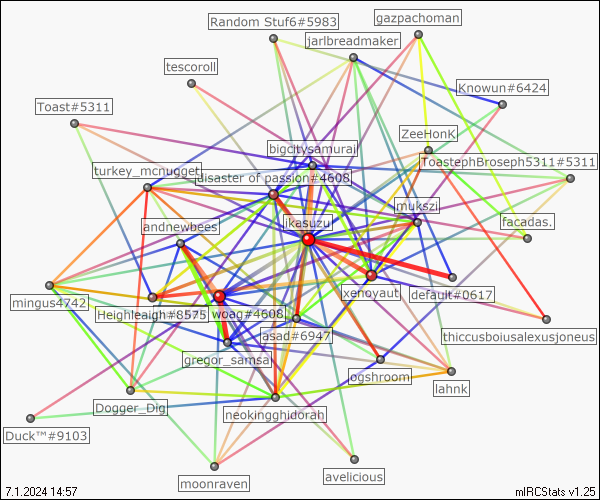 Random Stuf6#5983
gazpachoman
jarlbreadmaker
tescoroll
Knowun#6424
Toast#5311
ZeeHonK
bigcitysamurai
ToastephBroseph5311#5311
turkey_mcnugget
disaster of passion#4608
mukszi
andnewbees
ikasuzu
facadas.
mingus4742
Heighleaigh#8575
woag#4608
xenoyaut
default#0617
asad#6947
thiccusboiusalexusjoneus
gregor_samsa
ogshroom
lahnk
Dogger_Dig
neokingghidorah
Duck™#9103
moonraven
avelicious
7.1.2024 14:57
mIRCStats v1.25